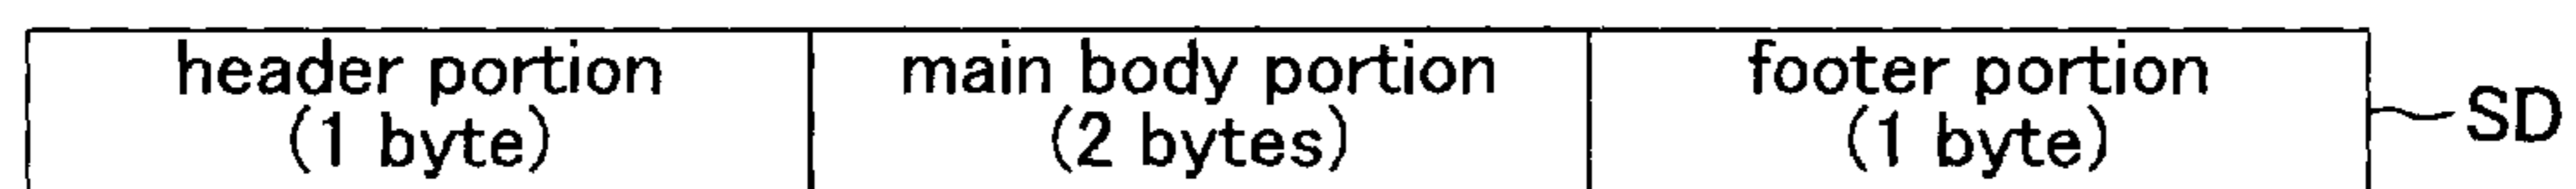 header portion
(1 byte)
main body portion
(2 bytes)
footer portion
(1 byte)
SD